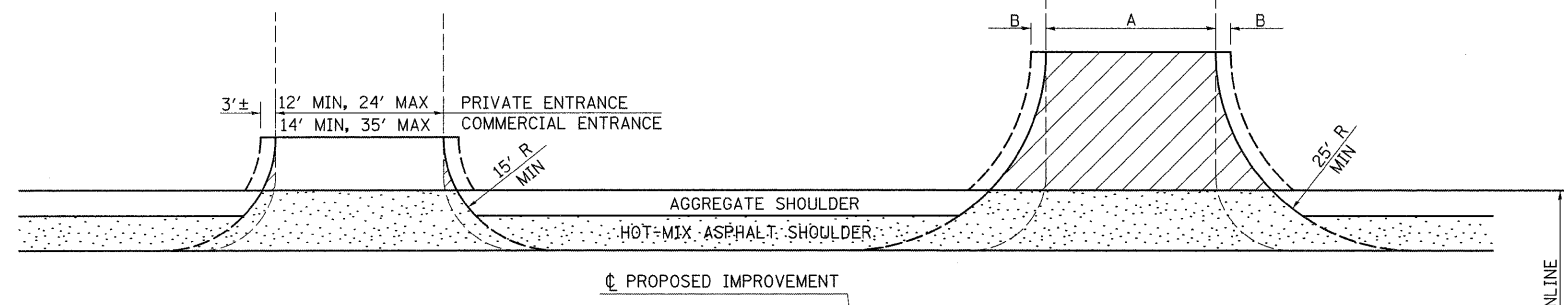 B A B
3'± 12' MIN, 24' MAX PRIVATE ENTRANCE
14' MIN, 35' MAX COMMERCIAL ENTRANCE
15' R
MIN
25' R
MIN
AGGREGATE SHOULDER
HOT-MIX ASPHALT SHOULDER
℄ PROPOSED IMPROVEMENT